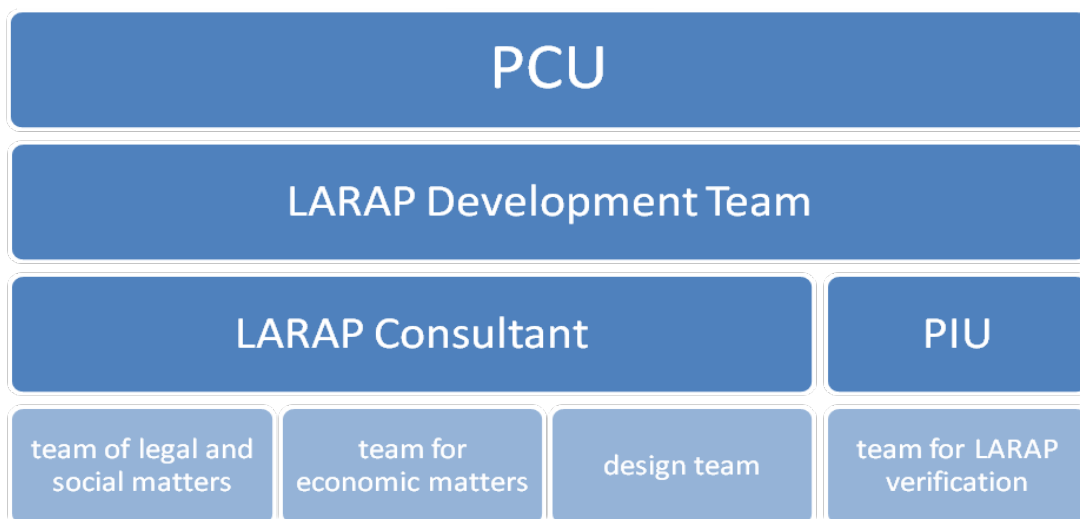 PCU
LARAP Development Team
LARAP Consultant
PIU
team of legal and
social matters
team for
economic matters
design team
team for LARAP
verification